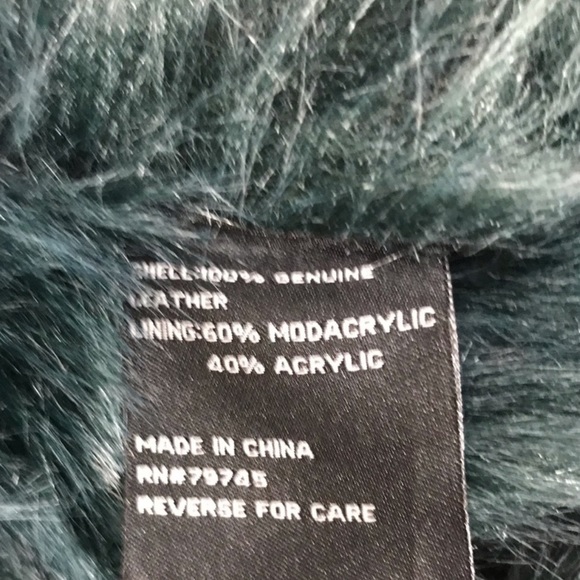 SHELL:100% GENUINE
LEATHER
LINING:60% MODACRYLIC
40% ACRYLIC
MADE IN CHINA
RN#79745
REVERSE FOR CARE